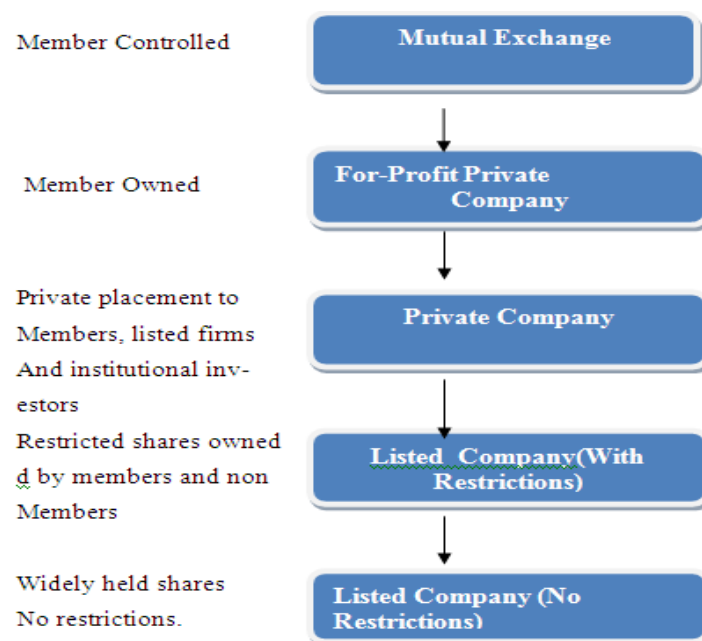 Member Controlled
Mutual Exchange
Member Owned
For-Profit Private
Company
Private placement to
Members, listed firms
And institutional inv-
estors
Private Company
Restricted shares owned
d by members and non
Members
Listed Company(With
Restrictions)
Widely held shares
No restrictions.
Listed Company (No
Restrictions)